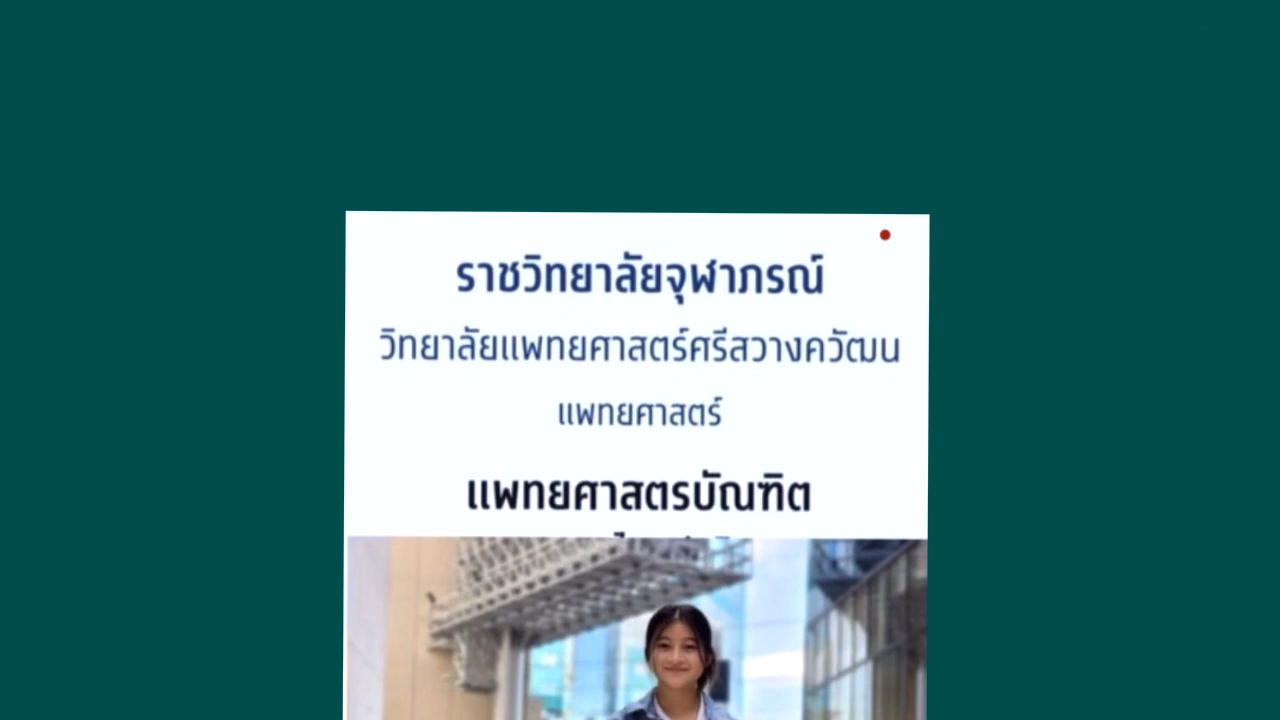 ราชวิทยาลัยจุฬาภรณ์
วิทยาลัยแพทยศาสตร์ศรีสวางควัฒน
แพทยศาสตร์
แพทยศาสตรบัณฑิต